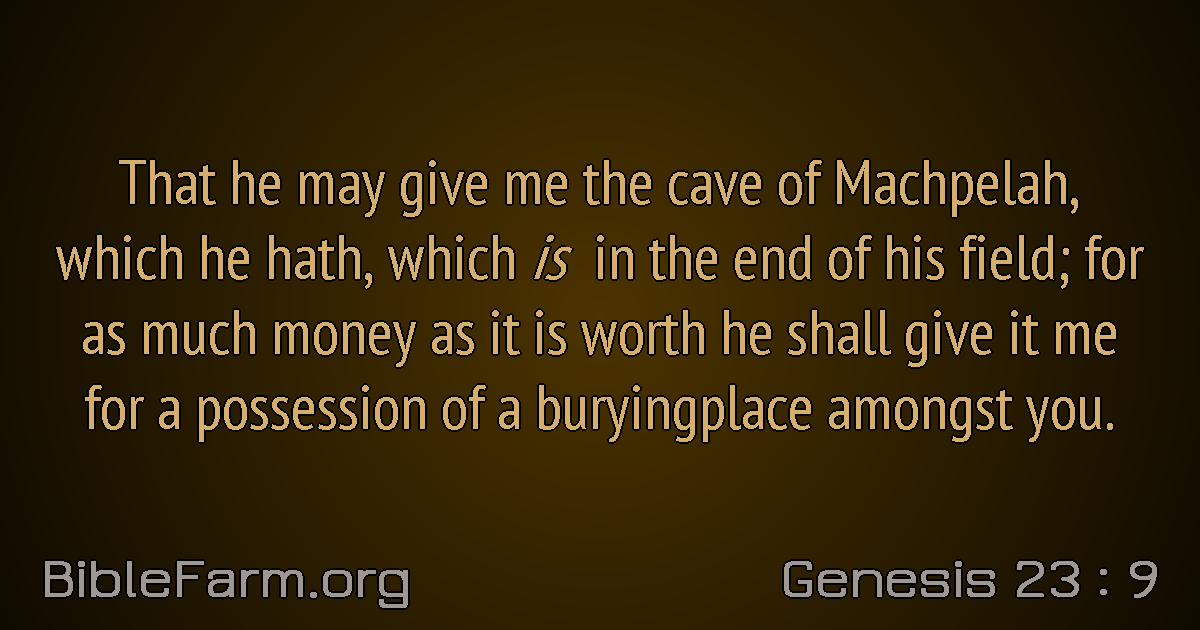 That he may give me the cave of Machpelah,
which he hath, which is in the end of his field; for
as much money as it is worth he shall give it me
for a possession of a buryingplace amongst you.
BibleFarm.org
Genesis 23 : 9